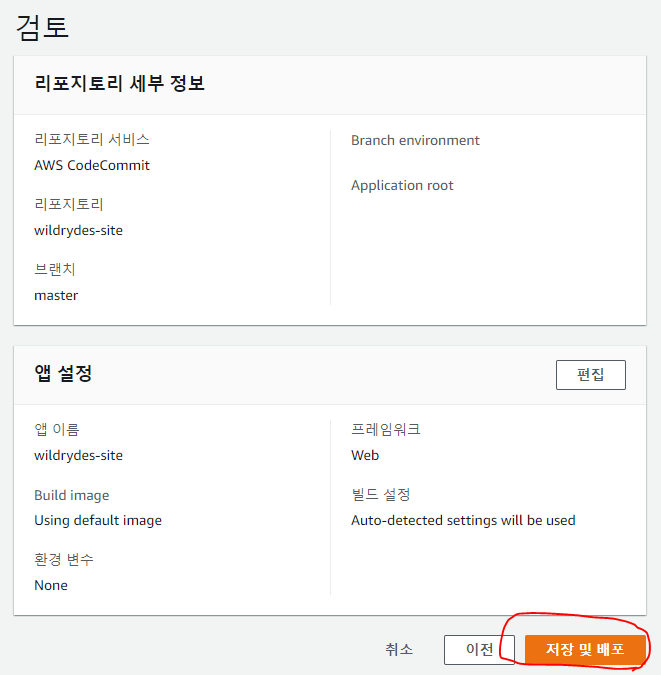 검토
리포지토리 세부 정보
리포지토리 서비스
AWS CodeCommit
리포지토리
wildrydes-site
브랜치
master
Branch environment
Application root
앱 설정
편집
앱 이름
wildrydes-site
Build image
Using default image
환경 변수
None
프레임워크
Web
빌드 설정
Auto-detected settings will be used
취소
이전
저장 및 배포